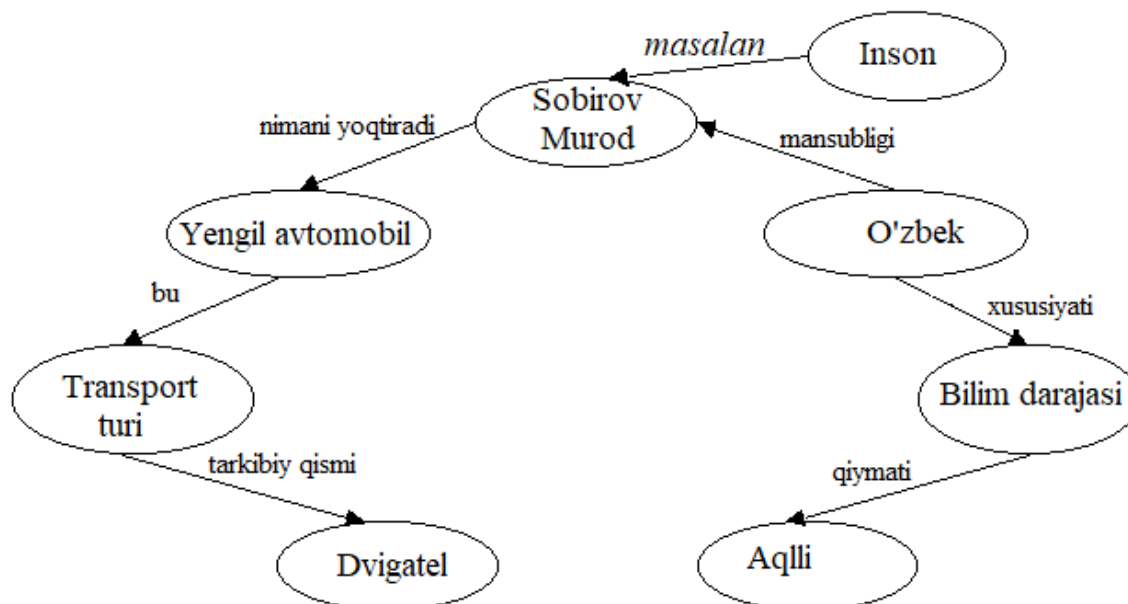 masalan
Inson
Sobirov
Murod
nimani yoqtiradi
mansubligi
Yengil avtomobil
O'zbek
bu
xususiyati
Transport
turi
Bilim darajasi
tarkibiy qismi
qiymati
Dvigatel
Aqlli